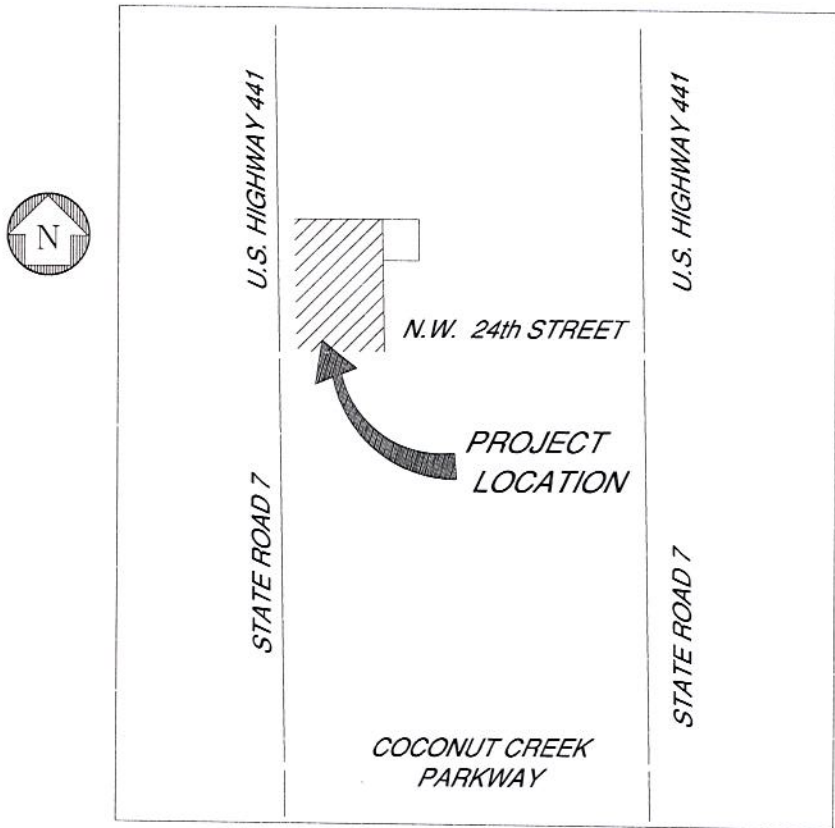 U.S. HIGHWAY 441
U.S. HIGHWAY 441
N
N.W. 24th STREET
PROJECT
LOCATION
STATE ROAD 7
STATE ROAD 7
COCONUT CREEK
PARKWAY